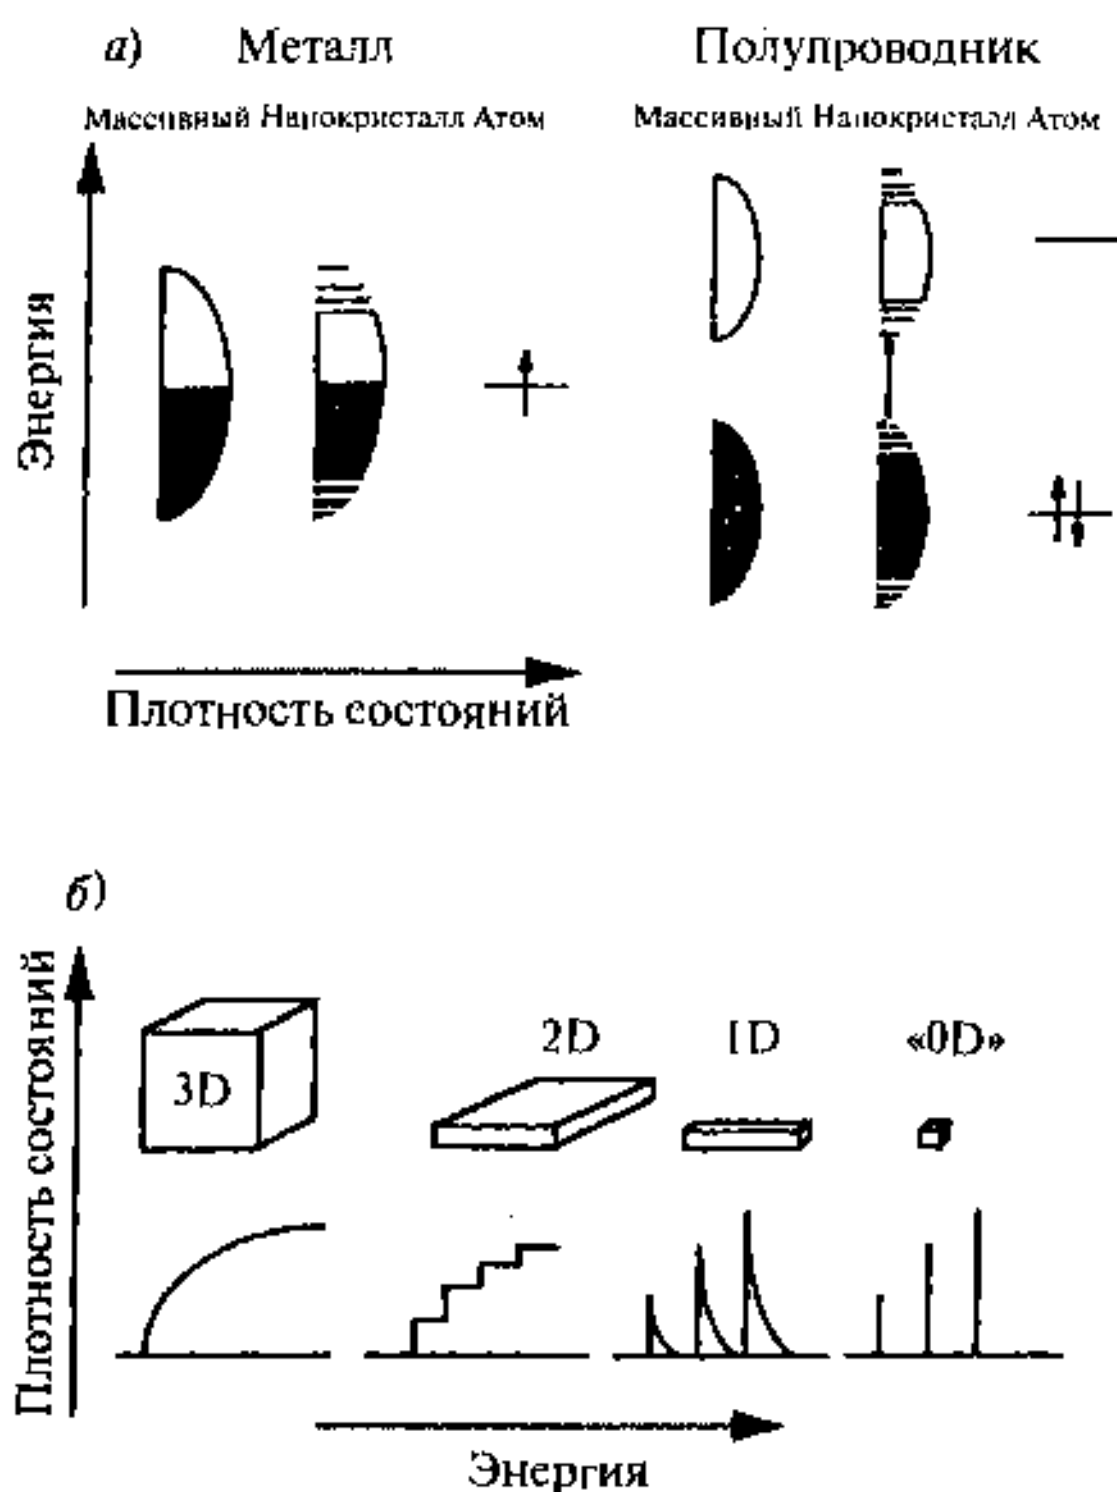 а) Металл Полупроводник
Массивный Нанокристалл Атом Массивный Нанокристалл Атом
Энергия
Плотность состояний
б)
Плотность состояний
3D
2D 1D «0D»
Энергия